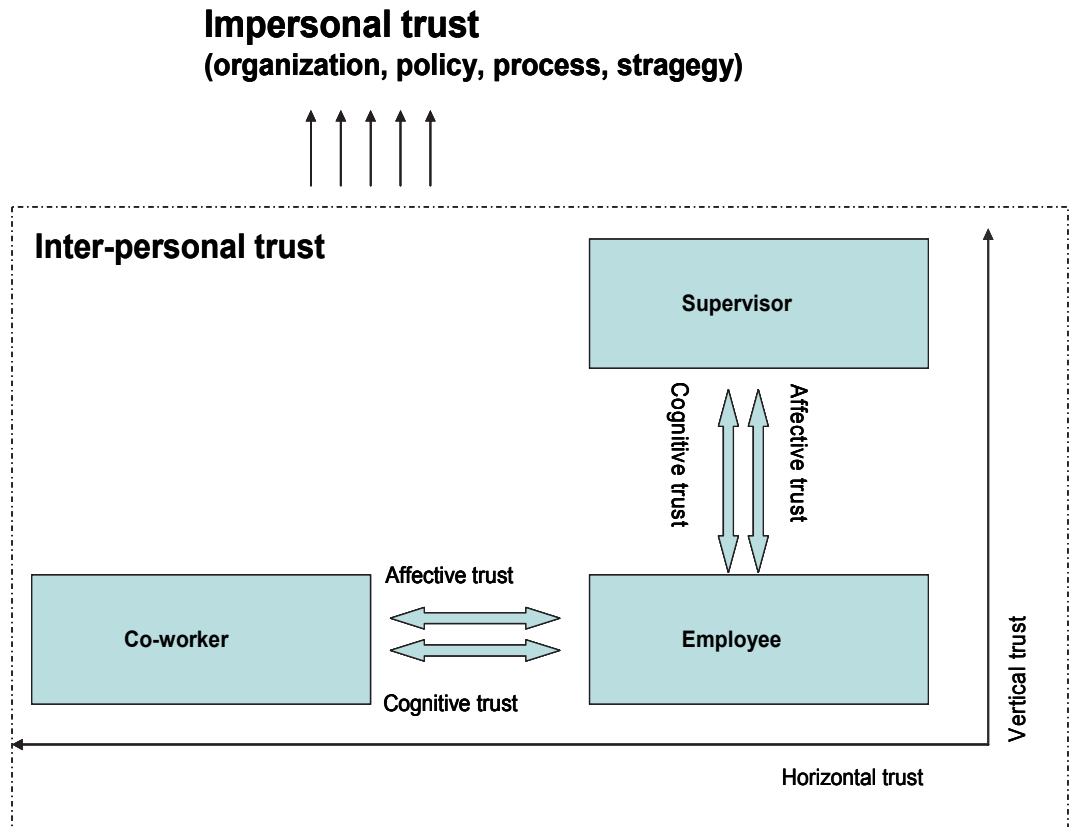 Impersonal trust
(organization, policy, process, stragegy)
Inter-personal trust
Supervisor
Cognitive trust
Affective trust
Affective trust
Co-worker
Employee
Cognitive trust
Vertical trust
Horizontal trust